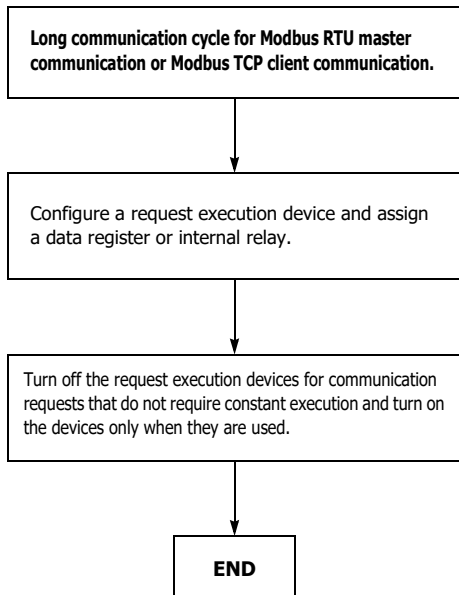 Long communication cycle for Modbus RTU master
communication or Modbus TCP client communication.
Configure a request execution device and assign
a data register or internal relay.
Turn off the request execution devices for communication
requests that do not require constant execution and turn on
the devices only when they are used.
END